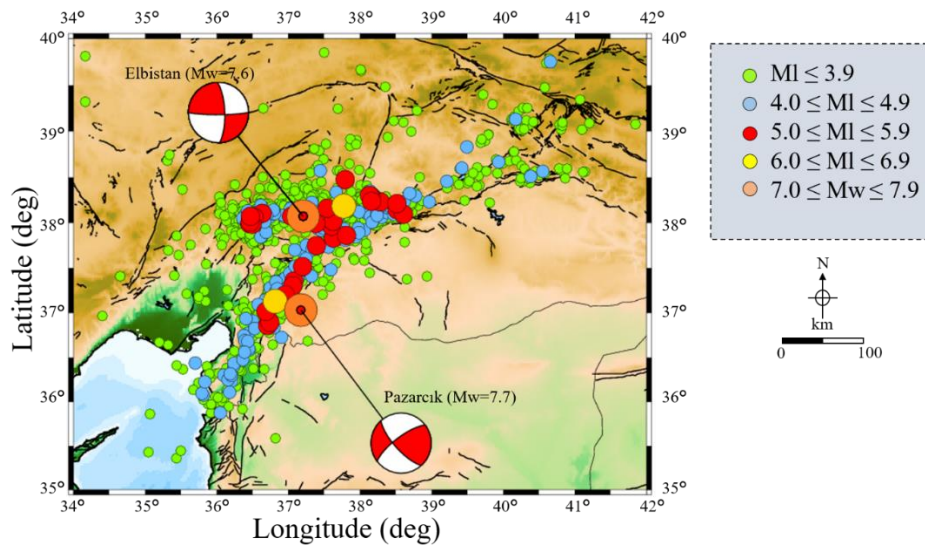 34° 35° 36° 37° 38° 39° 40° 41° 42°
40° 40°
Elbistan (Mw=7.6)
39° 39°
38° 38°
37° 37°
36° 36°
Pazarcık (Mw=7.7)
35° 35°
34° 35° 36° 37° 38° 39° 40° 41° 42°
Latitude (deg)
Longitude (deg)
Ml ≤ 3.9
4.0 ≤ Ml ≤ 4.9
5.0 ≤ Ml ≤ 5.9
6.0 ≤ Ml ≤ 6.9
7.0 ≤ Mw ≤ 7.9
N
km
0 100